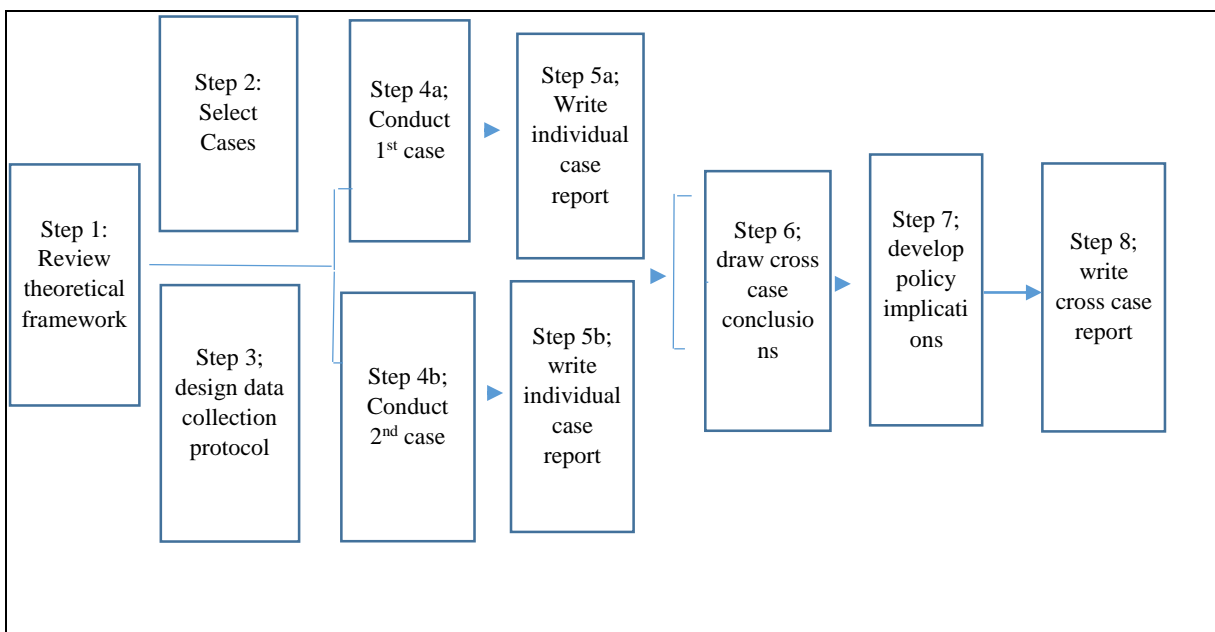 Step 1:
Review
theoretical
framework
Step 2:
Select
Cases
Step 3;
design data
collection
protocol
Step 4a;
Conduct
1st case
Step 4b;
Conduct
2nd case
Step 5a;
Write
individual
case
report
Step 5b;
write
individual
case
report
Step 6;
draw cross
case
conclusio
ns
Step 7;
develop
policy
implicati
ons
Step 8;
write
cross case
report